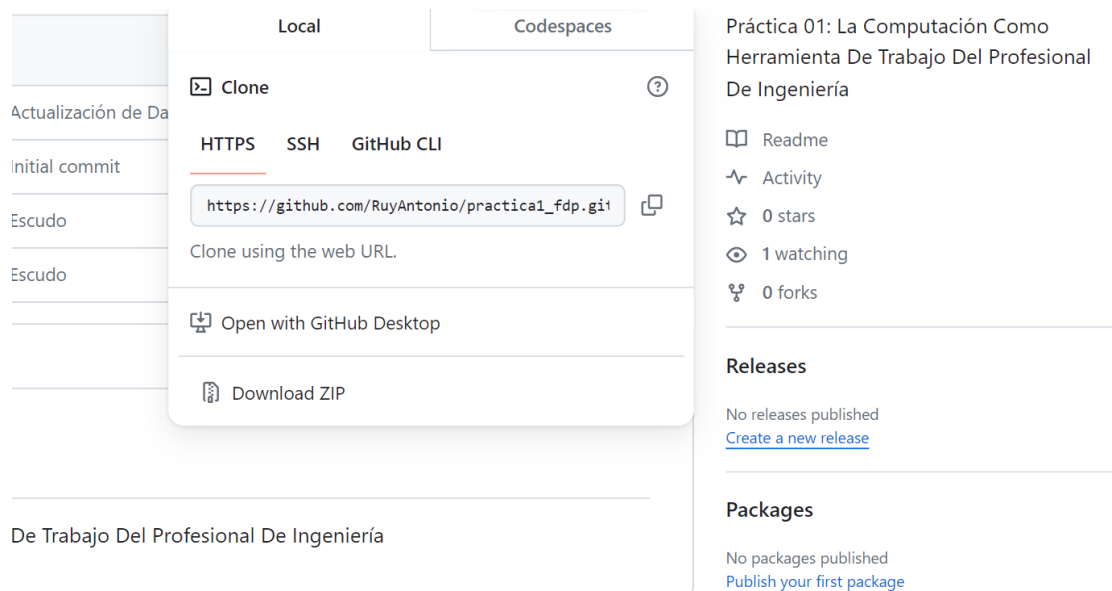 Local
Codespaces
Clone
HTTPS
SSH
GitHub CLI
https://github.com/RuyAntonio/practica1_fdp.git
Clone using the web URL.
Open with GitHub Desktop
Download ZIP
Actualización de Da
Initial commit
Escudo
Escudo
De Trabajo Del Profesional De Ingeniería
Práctica 01: La Computación Como
Herramienta De Trabajo Del Profesional
De Ingeniería
Readme
Activity
0 stars
1 watching
0 forks
Releases
No releases published
Create a new release
Packages
No packages published
Publish your first package